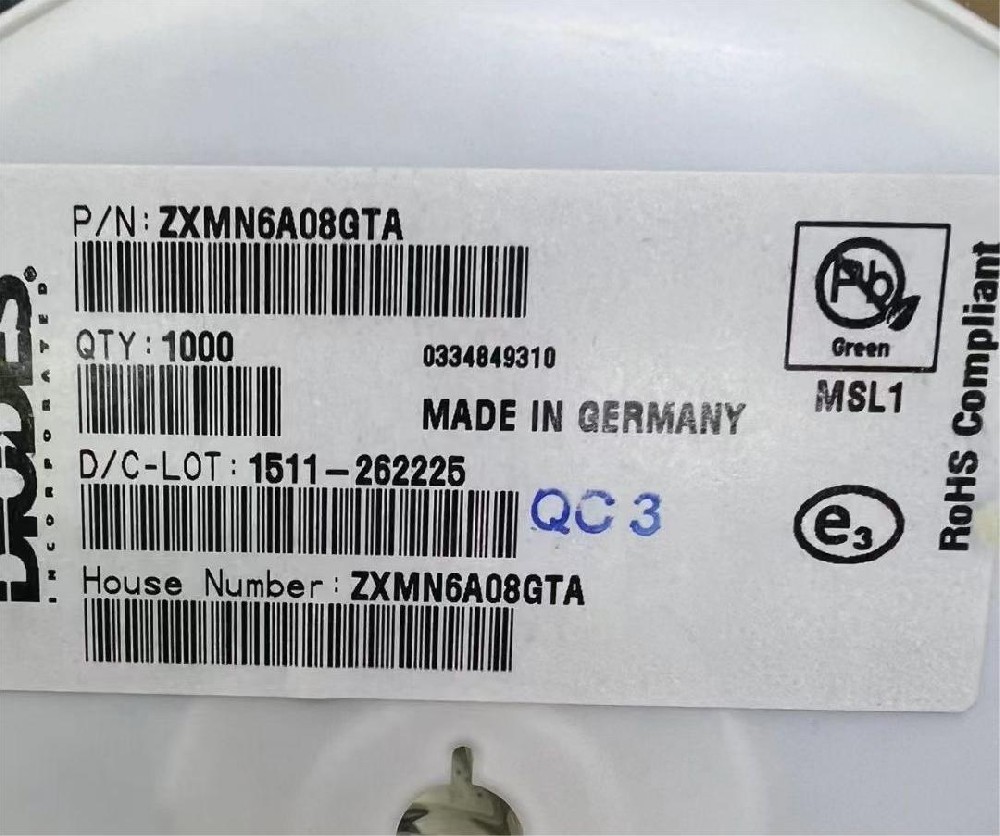 P/N: ZXMN6A08GTA
QTY: 1000
0334849310
MADE IN GERMANY
D/C-LOT: 1511-262225
QC 3
House Number: ZXMN6A08GTA
Pb
Green
MSL1
e3
RoHS Compliant
DIODES®
INCORPORATED